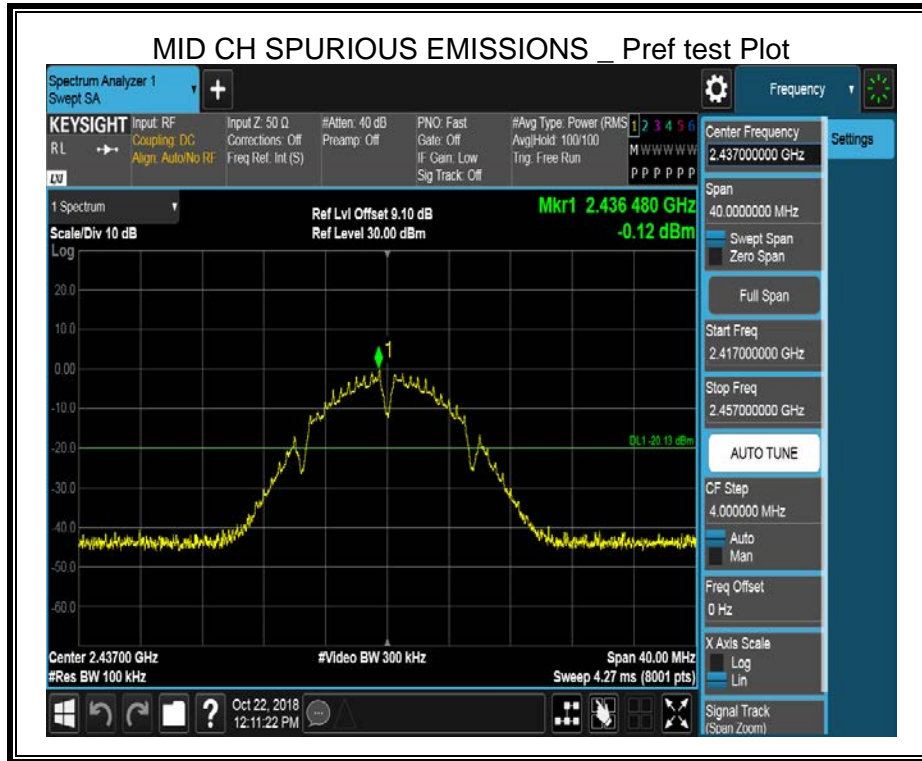 MID CH SPURIOUS EMISSIONS _ Pref test Plot
Spectrum Analyzer 1
Swept SA
+
Frequency
KEYSIGHT
RL
LXI
Input: RF
Coupling: DC
Align: Auto/No RF
Input Z: 50 Ω
Corrections: Off
Freq Ref: Int (S)
#Atten: 40 dB
Preamp: Off
PNO: Fast
Gate: Off
IF Gain: Low
Sig Track: Off
#Avg Type: Power (RMS
Avg|Hold: 100/100
Trig: Free Run
1 2 3 4 5 6
M W W W W W
P P P P P P
Center Frequency
2.437000000 GHz
Settings
1 Spectrum
Scale/Div 10 dB
Ref Lvl Offset 9.10 dB
Ref Level 30.00 dBm
Mkr1 2.436 480 GHz
-0.12 dBm
Log
20.0
10.0
0.00
-10.0
-20.0
-30.0
-40.0
-50.0
-60.0
1
DL1 -20.13 dBm
Span
40.0000000 MHz
Swept Span
Zero Span
Full Span
Start Freq
2.417000000 GHz
Stop Freq
2.457000000 GHz
AUTO TUNE
CF Step
4.000000 MHz
Auto
Man
Freq Offset
0 Hz
X Axis Scale
Log
Lin
Signal Track
(Span Zoom)
Center 2.43700 GHz
#Res BW 100 kHz
#Video BW 300 kHz
Span 40.00 MHz
Sweep 4.27 ms (8001 pts)
?
Oct 22, 2018
12:11:22 PM